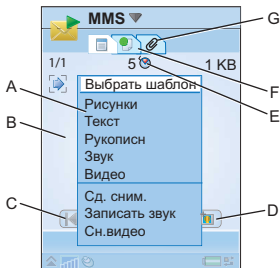 MMS
G
1/1
5
1 KB
F
E
Выбрать шаблон
A
Рисунки
Текст
B
Рукописн
Звук
Видео
Сд. сним.
C
Записать звук
D
Сн.видео